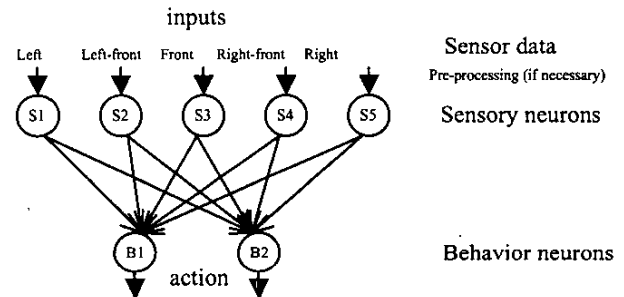 inputs
Left Left-front Front Right-front Right Sensor data
Pre-processing (if necessary)
S1 S2 S3 S4 S5 Sensory neurons
B1 B2 Behavior neurons
action